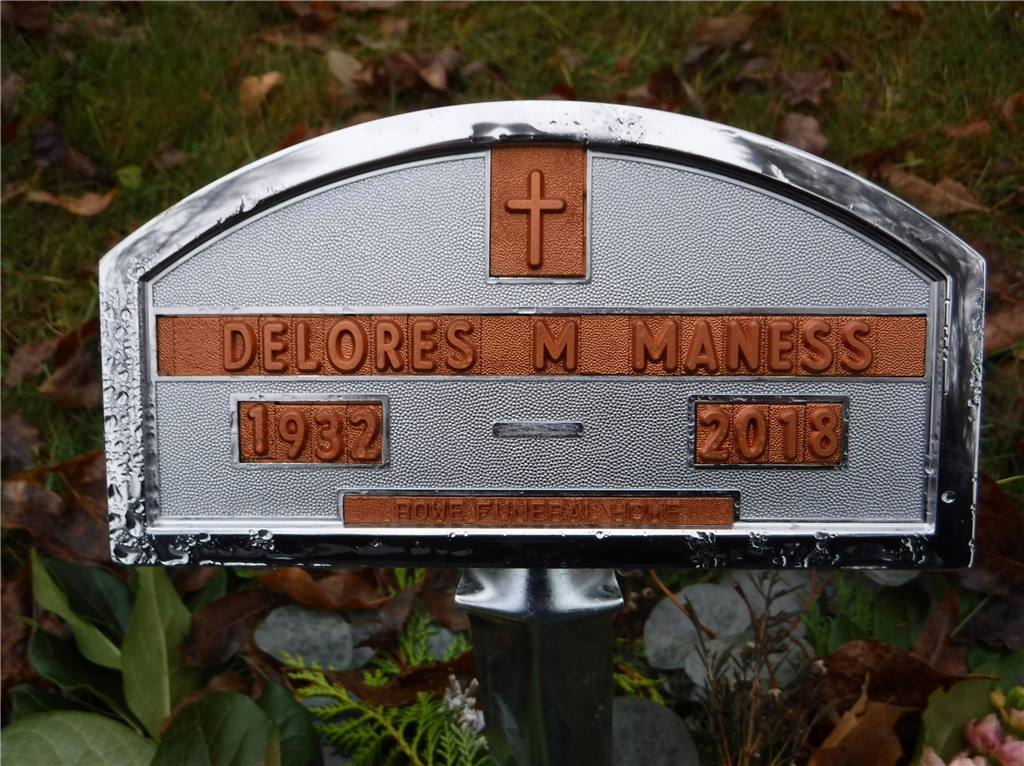 DELORES M MANESS
1932 — 2018
ROWE FUNERAL HOME